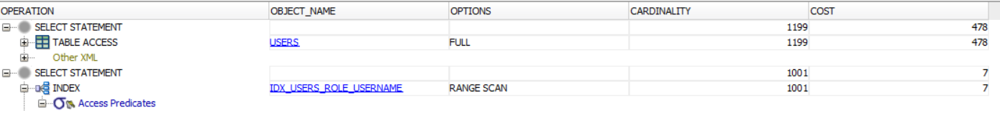 OPERATION OBJECT_NAME OPTIONS CARDINALITY COST
SELECT STATEMENT 1199 478
TABLE ACCESS USERS FULL 1199 478
Other XML
SELECT STATEMENT 1001 7
INDEX IDX_USERS_ROLE_USERNAME RANGE SCAN 1001 7
Access Predicates